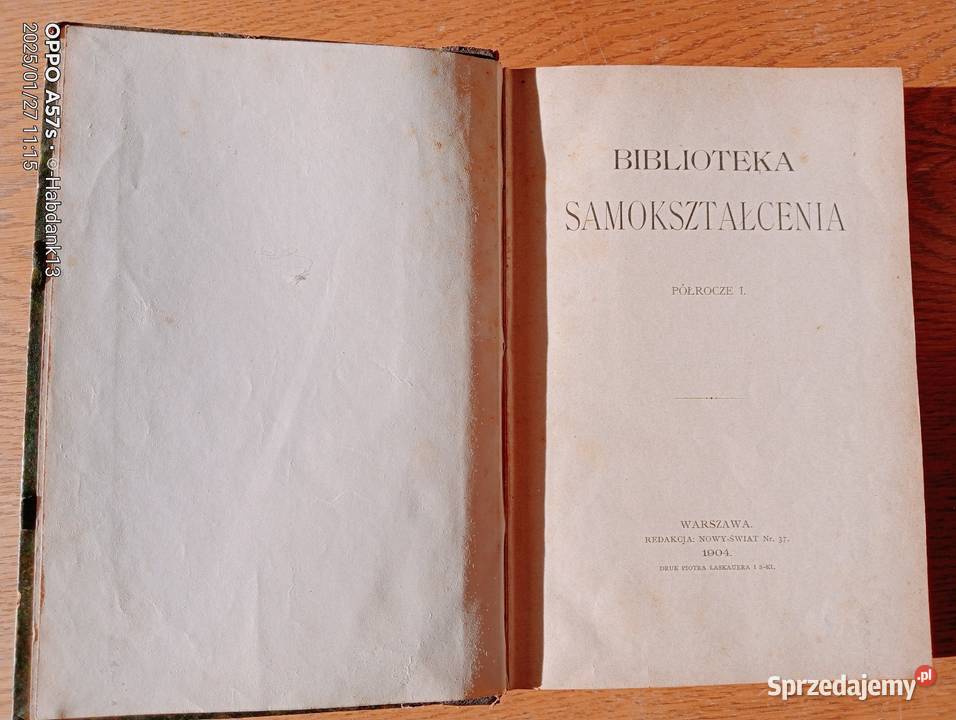 OPPO A57s · Habdank13
2025/01/27 11:15
BIBLIOTEKA
SAMOKSZTAŁCENIA
PÓŁROCZE I.
WARSZAWA.
REDAKCJA: NOWY-ŚWIAT Nr. 37.
1904.
DRUK PIOTRA LASKAUERA I S-KI.
Sprzedajemy.pl